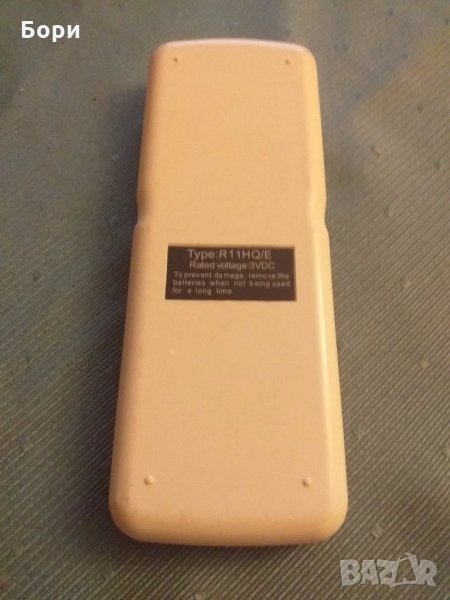 Бори
Type:R11HQ/E
Rated voltage:3VDC
To prevent damage, remove the
batteries when not being used
for a long time.
BAZAR